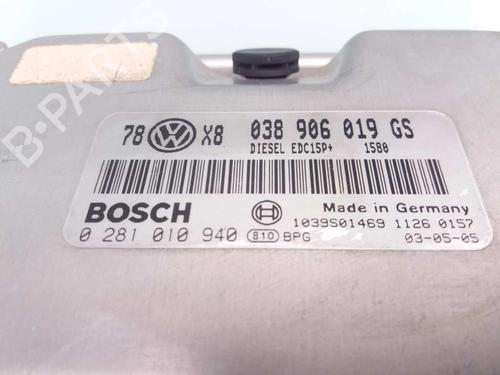 78 VW X8 038 906 019 GS
DIESEL EDC15P+ 1580
BOSCH
Made in Germany
0 281 010 940 810 BPG
1039S01469 1126 0157
03-05-05
B-PARTS